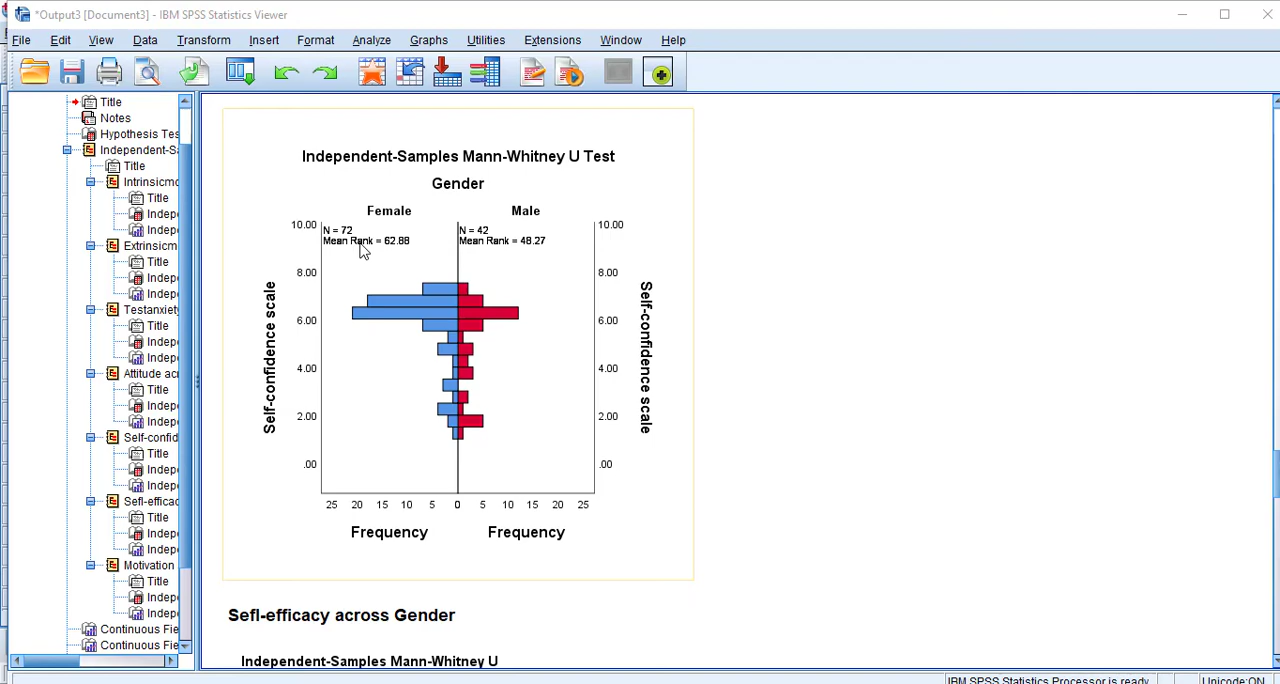 *Output3 [Document3] - IBM SPSS Statistics Viewer
File Edit View Data Transform Insert Format Analyze Graphs Utilities Extensions Window Help
Title
Notes
Hypothesis Tes
Independent-Sa
Title
Intrinsicmo
Title
Indepe
Indepe
Extrinsicm
Title
Indepe
Indepe
Testanxiety
Title
Indepe
Indepe
Attitude acr
Title
Indepe
Indepe
Self-confid
Title
Indepe
Indepe
Sefl-efficac
Title
Indepe
Indepe
Motivation
Title
Indepe
Indepe
Continuous Fie
Continuous Fie
Independent-Samples Mann-Whitney U Test
Gender
Female Male
N = 72 N = 42
Mean Rank = 62.88 Mean Rank = 48.27
10.00 10.00
8.00 8.00
6.00 6.00
4.00 4.00
2.00 2.00
.00 .00
Self-confidence scale
Self-confidence scale
25 20 15 10 5 0 5 10 15 20 25
Frequency Frequency
Sefl-efficacy across Gender
Independent-Samples Mann-Whitney U
IBM SPSS Statistics Processor is ready
Unicode:ON